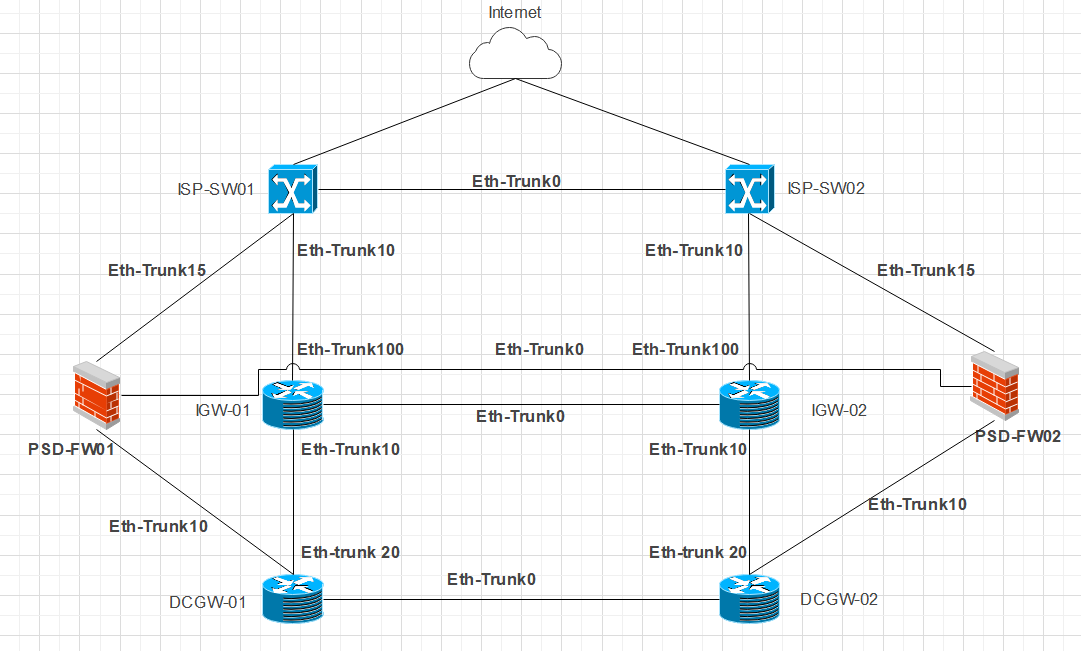 Internet
ISP-SW01
Eth-Trunk0
ISP-SW02
Eth-Trunk10
Eth-Trunk10
Eth-Trunk15
Eth-Trunk15
Eth-Trunk100
Eth-Trunk0
Eth-Trunk100
IGW-01
Eth-Trunk0
IGW-02
PSD-FW01
Eth-Trunk10
Eth-Trunk10
PSD-FW02
Eth-Trunk10
Eth-Trunk10
Eth-trunk 20
Eth-trunk 20
Eth-Trunk0
DCGW-01
DCGW-02